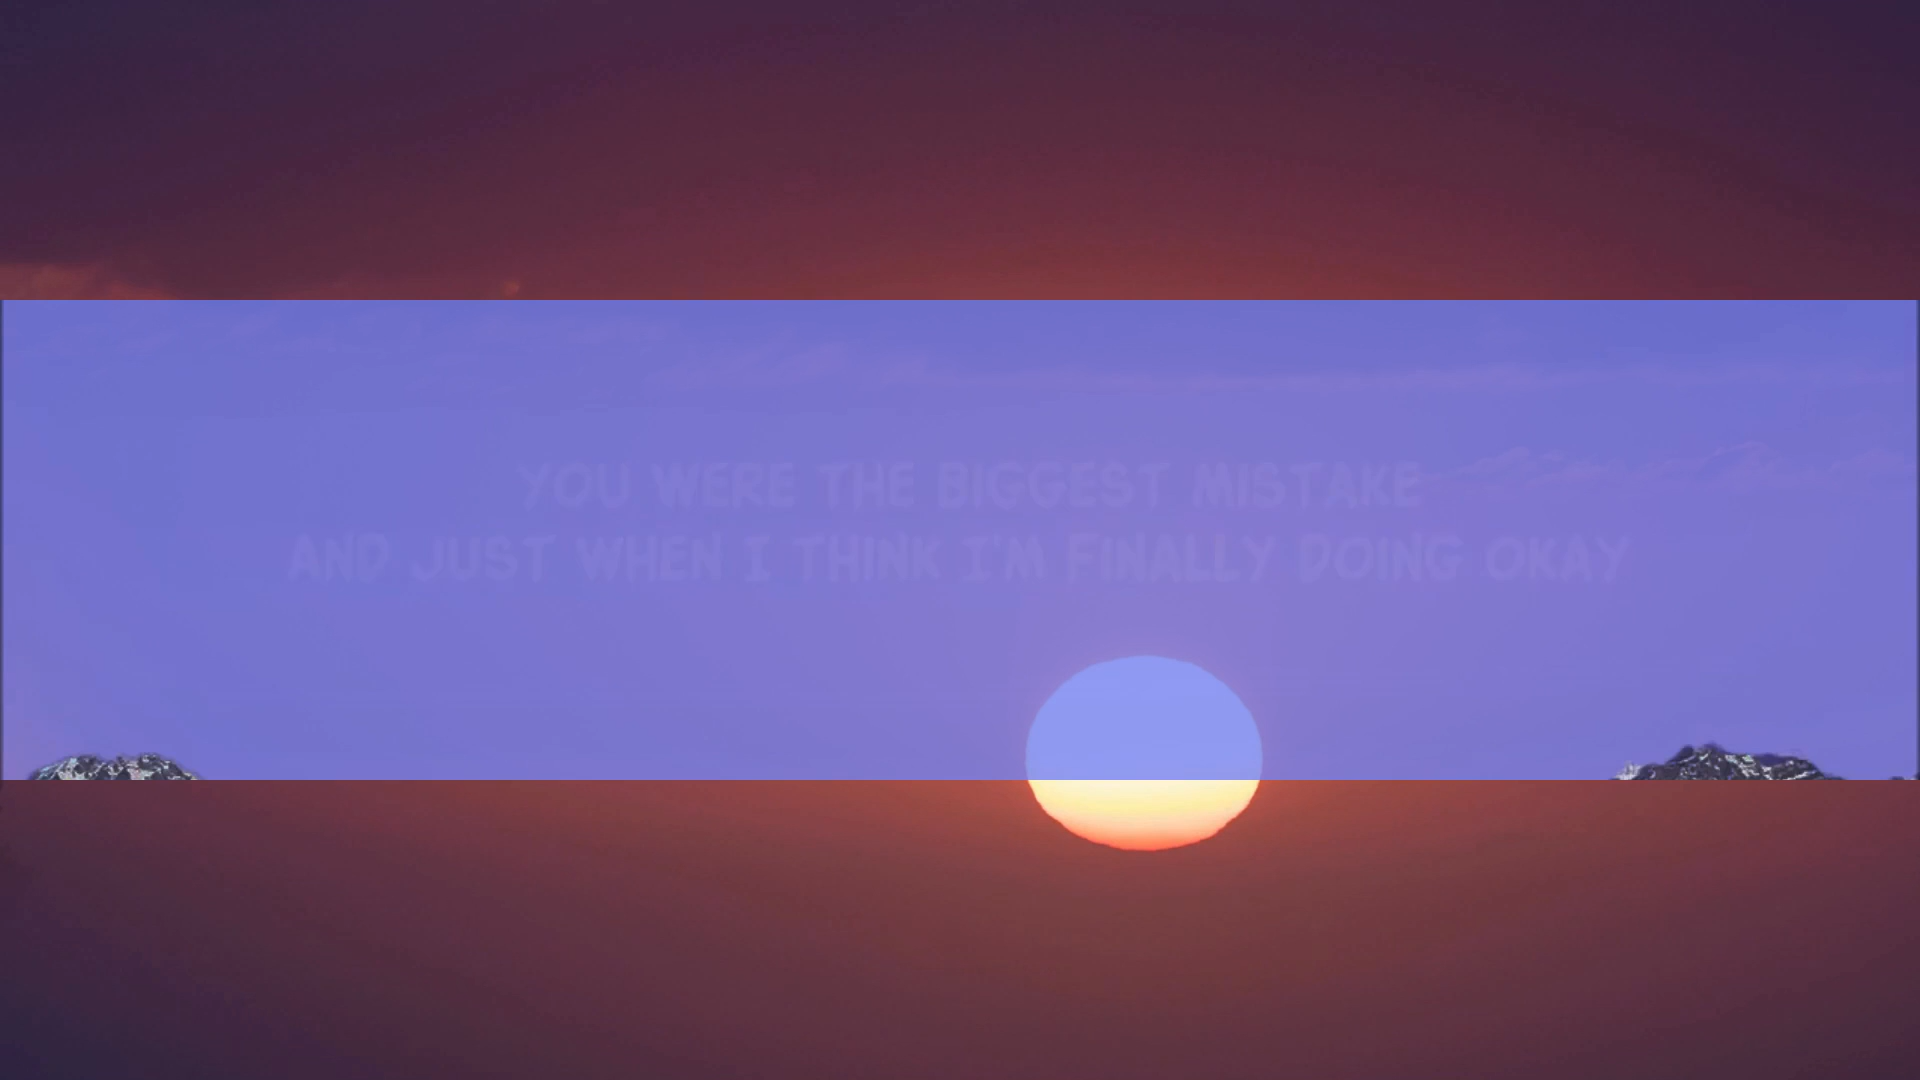 YOU WERE THE BIGGEST MISTAKE
AND JUST WHEN I THINK I'M FINALLY DOING OKAY